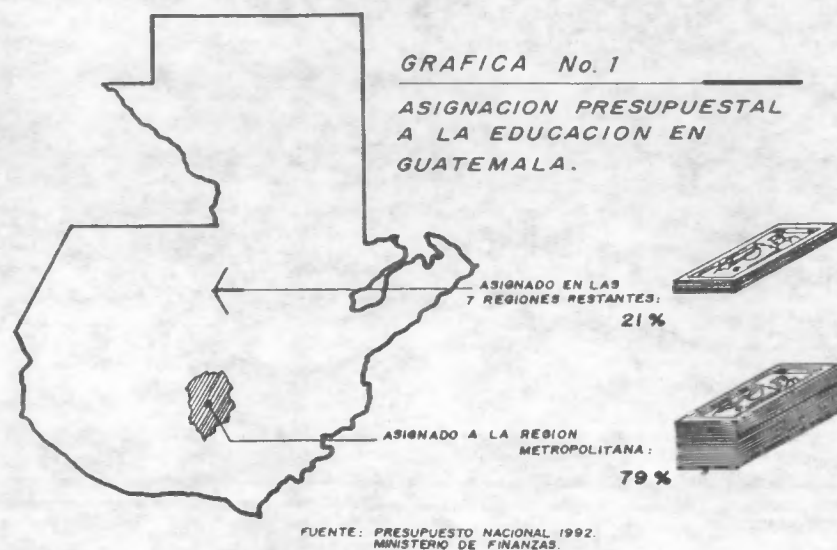 GRAFICA No. 1
ASIGNACION PRESUPUESTAL
A LA EDUCACION EN
GUATEMALA.
ASIGNADO EN LAS
7 REGIONES RESTANTES:
21 %
ASIGNADO A LA REGION
METROPOLITANA:
79 %
FUENTE: PRESUPUESTO NACIONAL 1992.
MINISTERIO DE FINANZAS.